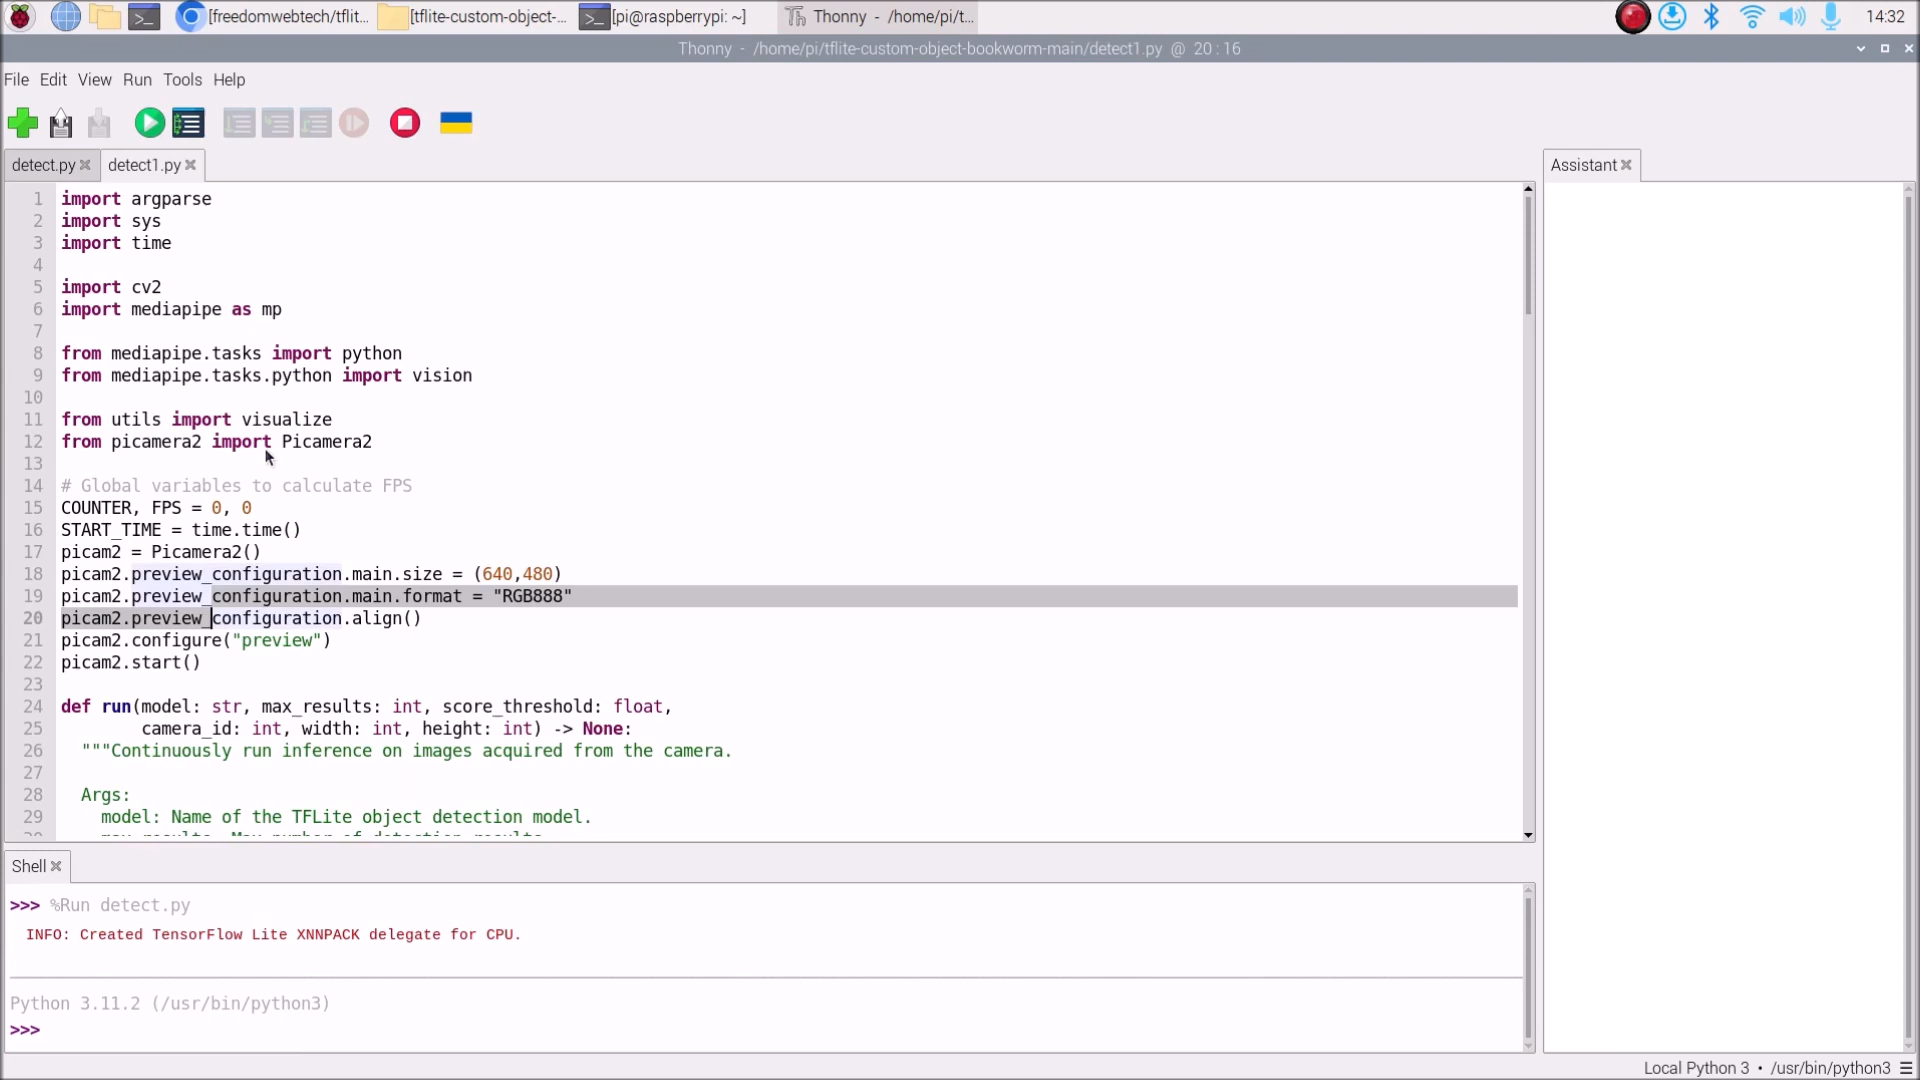 [freedomwebtech/tflit...
[tflite-custom-object-...
[pi@raspberrypi: ~]
Thonny - /home/pi/t...
14:32
Thonny - /home/pi/tflite-custom-object-bookworm-main/detect1.py @ 20 : 16
File Edit View Run Tools Help
detect.py
detect1.py
Assistant
1 import argparse
2 import sys
3 import time
4
5 import cv2
6 import mediapipe as mp
7
8 from mediapipe.tasks import python
9 from mediapipe.tasks.python import vision
10
11 from utils import visualize
12 from picamera2 import Picamera2
13
14 # Global variables to calculate FPS
15 COUNTER, FPS = 0, 0
16 START_TIME = time.time()
17 picam2 = Picamera2()
18 picam2.preview_configuration.main.size = (640,480)
19 picam2.preview_configuration.main.format = "RGB888"
20 picam2.preview_configuration.align()
21 picam2.configure("preview")
22 picam2.start()
23
24 def run(model: str, max_results: int, score_threshold: float,
25 camera_id: int, width: int, height: int) -> None:
26 """Continuously run inference on images acquired from the camera.
27
28 Args:
29 model: Name of the TFLite object detection model.
Shell
>>> %Run detect.py
INFO: Created TensorFlow Lite XNNPACK delegate for CPU.
Python 3.11.2 (/usr/bin/python3)
>>>
Local Python 3 • /usr/bin/python3